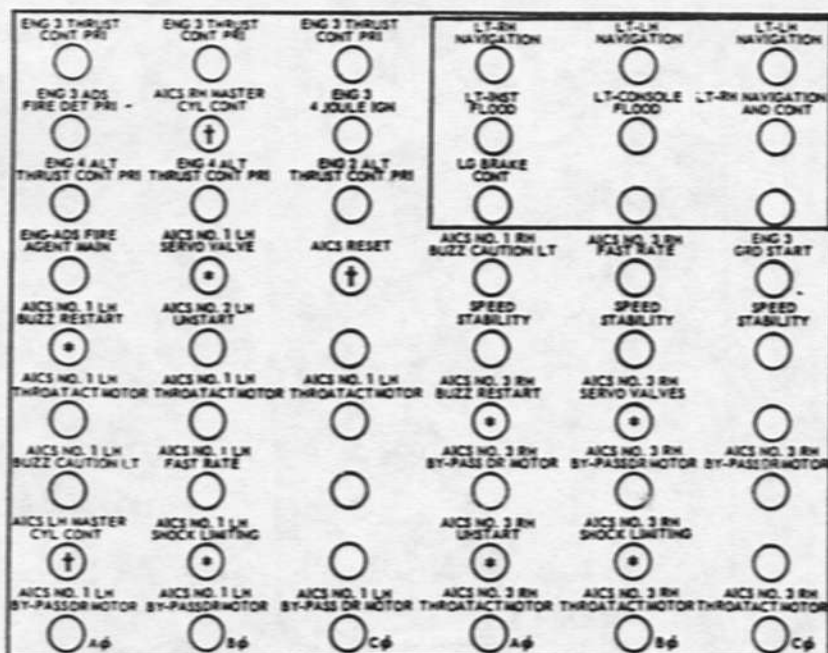 ENG 3 THRUST CONT PRI
ENG 3 THRUST CONT PRI
ENG 3 THRUST CONT PRI
LT-RH NAVIGATION
LT-LH NAVIGATION
LT-LH NAVIGATION
ENG 3 ADS FIRE DET PRI
AICS RH MASTER CYL CONT
†
ENG 3 4 JOULE IGN
LT-INST FLOOD
LT-CONSOLE FLOOD
LT-RH NAVIGATION AND CONT
ENG 4 ALT THRUST CONT PRI
ENG 4 ALT THRUST CONT PRI
ENG 2 ALT THRUST CONT PRI
LG BRAKE CONT
ENG-ADS FIRE AGENT MAIN
AICS NO. 1 LH SERVO VALVE
*
AICS RESET
†
AICS NO. 1 RH BUZZ CAUTION LT
AICS NO. 3 RH FAST RATE
ENG 3 GRD START
AICS NO. 1 LH BUZZ RESTART
*
AICS NO. 2 LH UNSTART
SPEED STABILITY
SPEED STABILITY
SPEED STABILITY
AICS NO. 1 LH THROAT ACT MOTOR
AICS NO. 1 LH THROAT ACT MOTOR
AICS NO. 1 LH THROAT ACT MOTOR
AICS NO. 3 RH BUZZ RESTART
*
AICS NO. 3 RH SERVO VALVES
*
AICS NO. 1 LH BUZZ CAUTION LT
AICS NO. 1 LH FAST RATE
AICS NO. 3 RH BY-PASS DR MOTOR
AICS NO. 3 RH BY-PASS DR MOTOR
AICS NO. 3 RH BY-PASS DR MOTOR
AICS LH MASTER CYL CONT
†
AICS NO. 1 LH SHOCK LIMITING
*
AICS NO. 3 RH UNSTART
*
AICS NO. 3 RH SHOCK LIMITING
*
AICS NO. 1 LH BY-PASS DR MOTOR
Aϕ
AICS NO. 1 LH BY-PASS DR MOTOR
Bϕ
AICS NO. 1 LH BY-PASS DR MOTOR
Cϕ
AICS NO. 3 RH THROAT ACT MOTOR
Aϕ
AICS NO. 3 RH THROAT ACT MOTOR
Bϕ
AICS NO. 3 RH THROAT ACT MOTOR
Cϕ